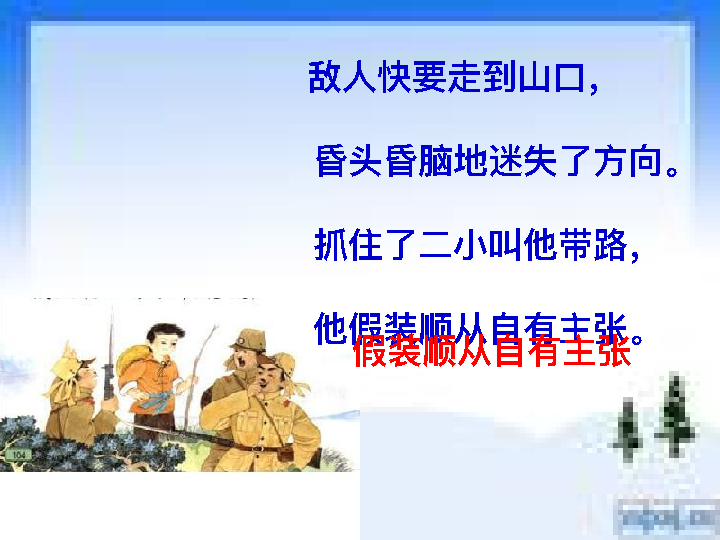 敌人快要走到山口，
昏头昏脑地迷失了方向。
抓住了二小叫他带路，
他假装顺从自有主张。
假装顺从自有主张
104